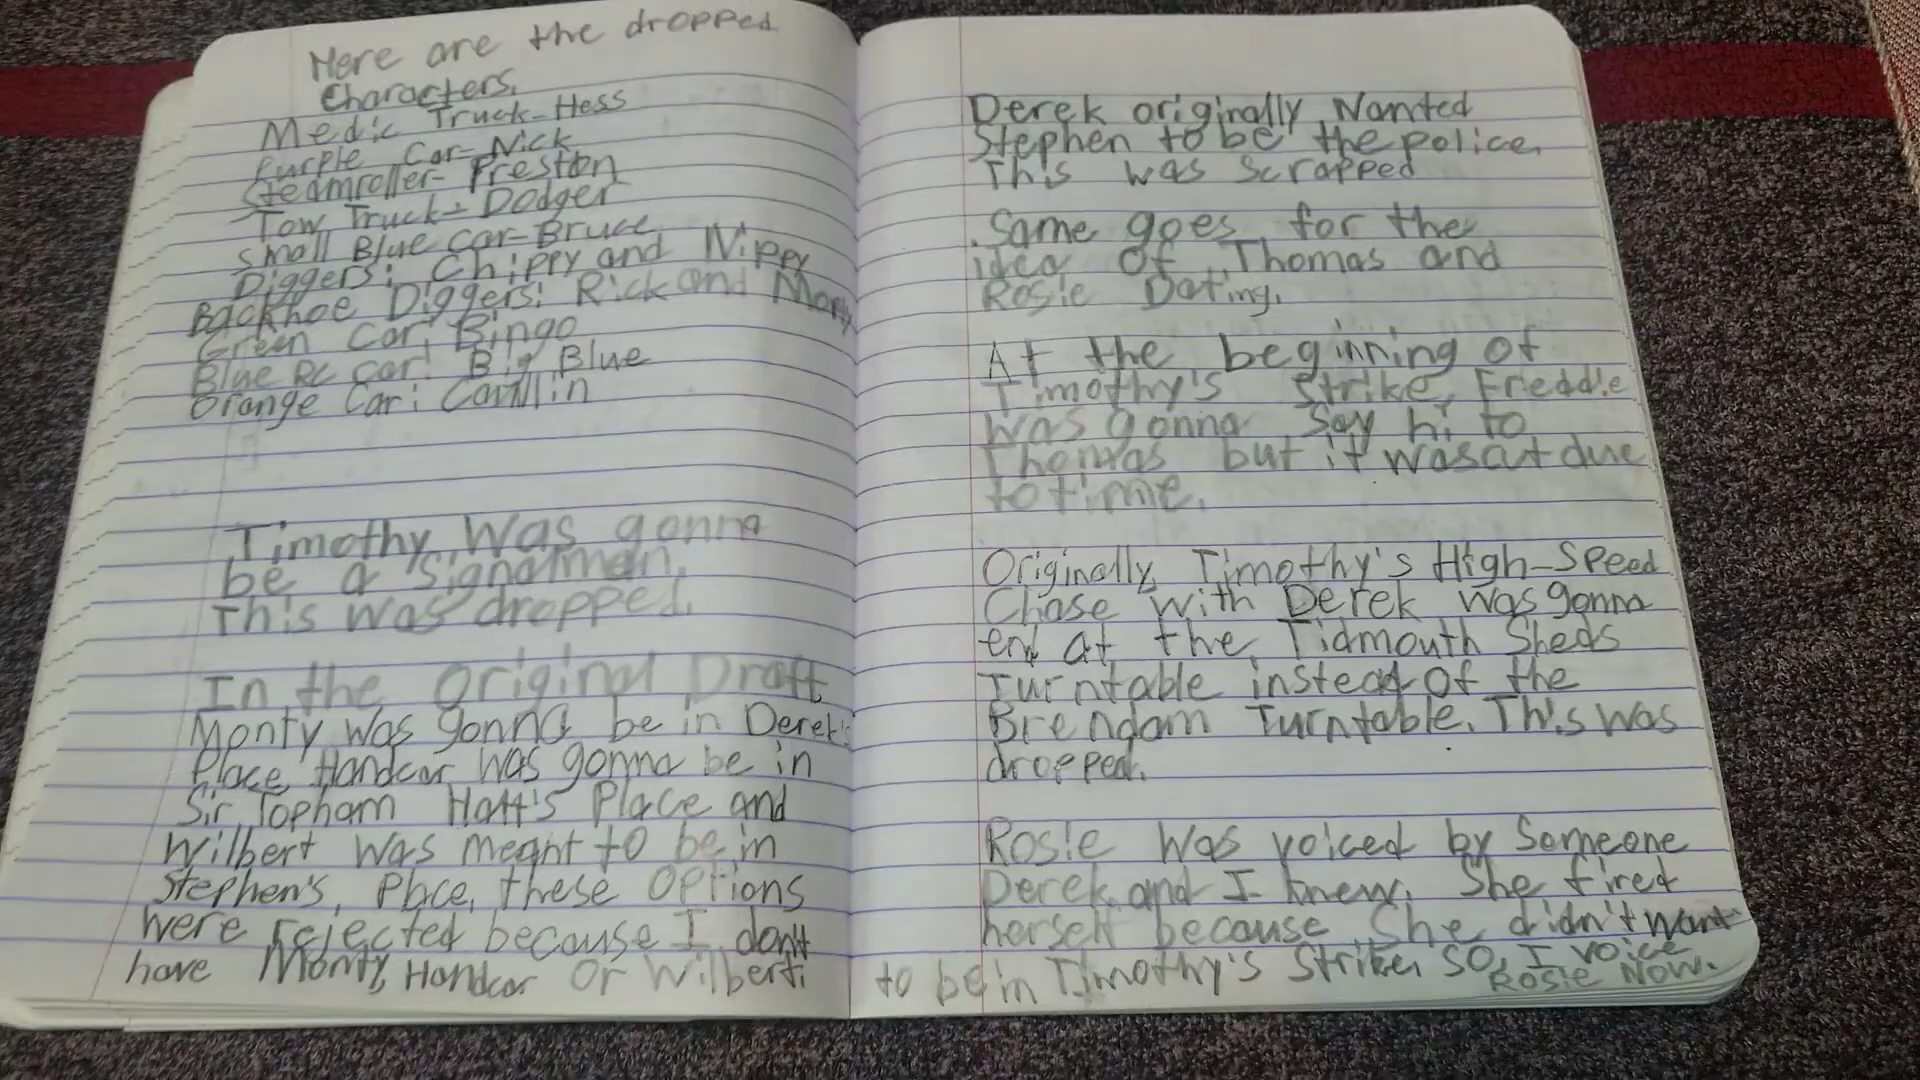 Here are the dropped
Characters.
Medic Truck-Hess
Purple Car-Nick
Steamroller-Preston
Tow Truck-Dodger
Small Blue Car-Bruce
Diggers: Chippy and Nippy
Backhoe Diggers: Rick and Morty
Green Car: Bingo
Blue RC car: Big Blue
Orange Car:
Timothy was gonna
be a signalman.
This was dropped.
In the Original Draft
Monty was gonna be in Derek's
Place, Handcar was gonna be in
Sir Topham Hatt's Place and
Wilbert was meant to be in
Stephen's Place, these options
were rejected because I don't
have Monty, Handcar or Wilbert.
Derek originally Wanted
Stephen to be the police.
This was scrapped
Same goes for the
idea of Thomas and
Rosie Dating.
At the beginning of
Timothy's Strike, Freddie
was gonna Say hi to
Thomas but it was cut due
to time.
Originally, Timothy's High-Speed
Chase with Derek was gonna
end at the Tidmouth Sheds
Turntable instead of the
Brendam Turntable. This was
dropped.
Rosie was voiced by Someone
Derek and I knew. She fired
herself because She didn't want
to be in Timothy's Strike, SO, I voice
Rosie Now.